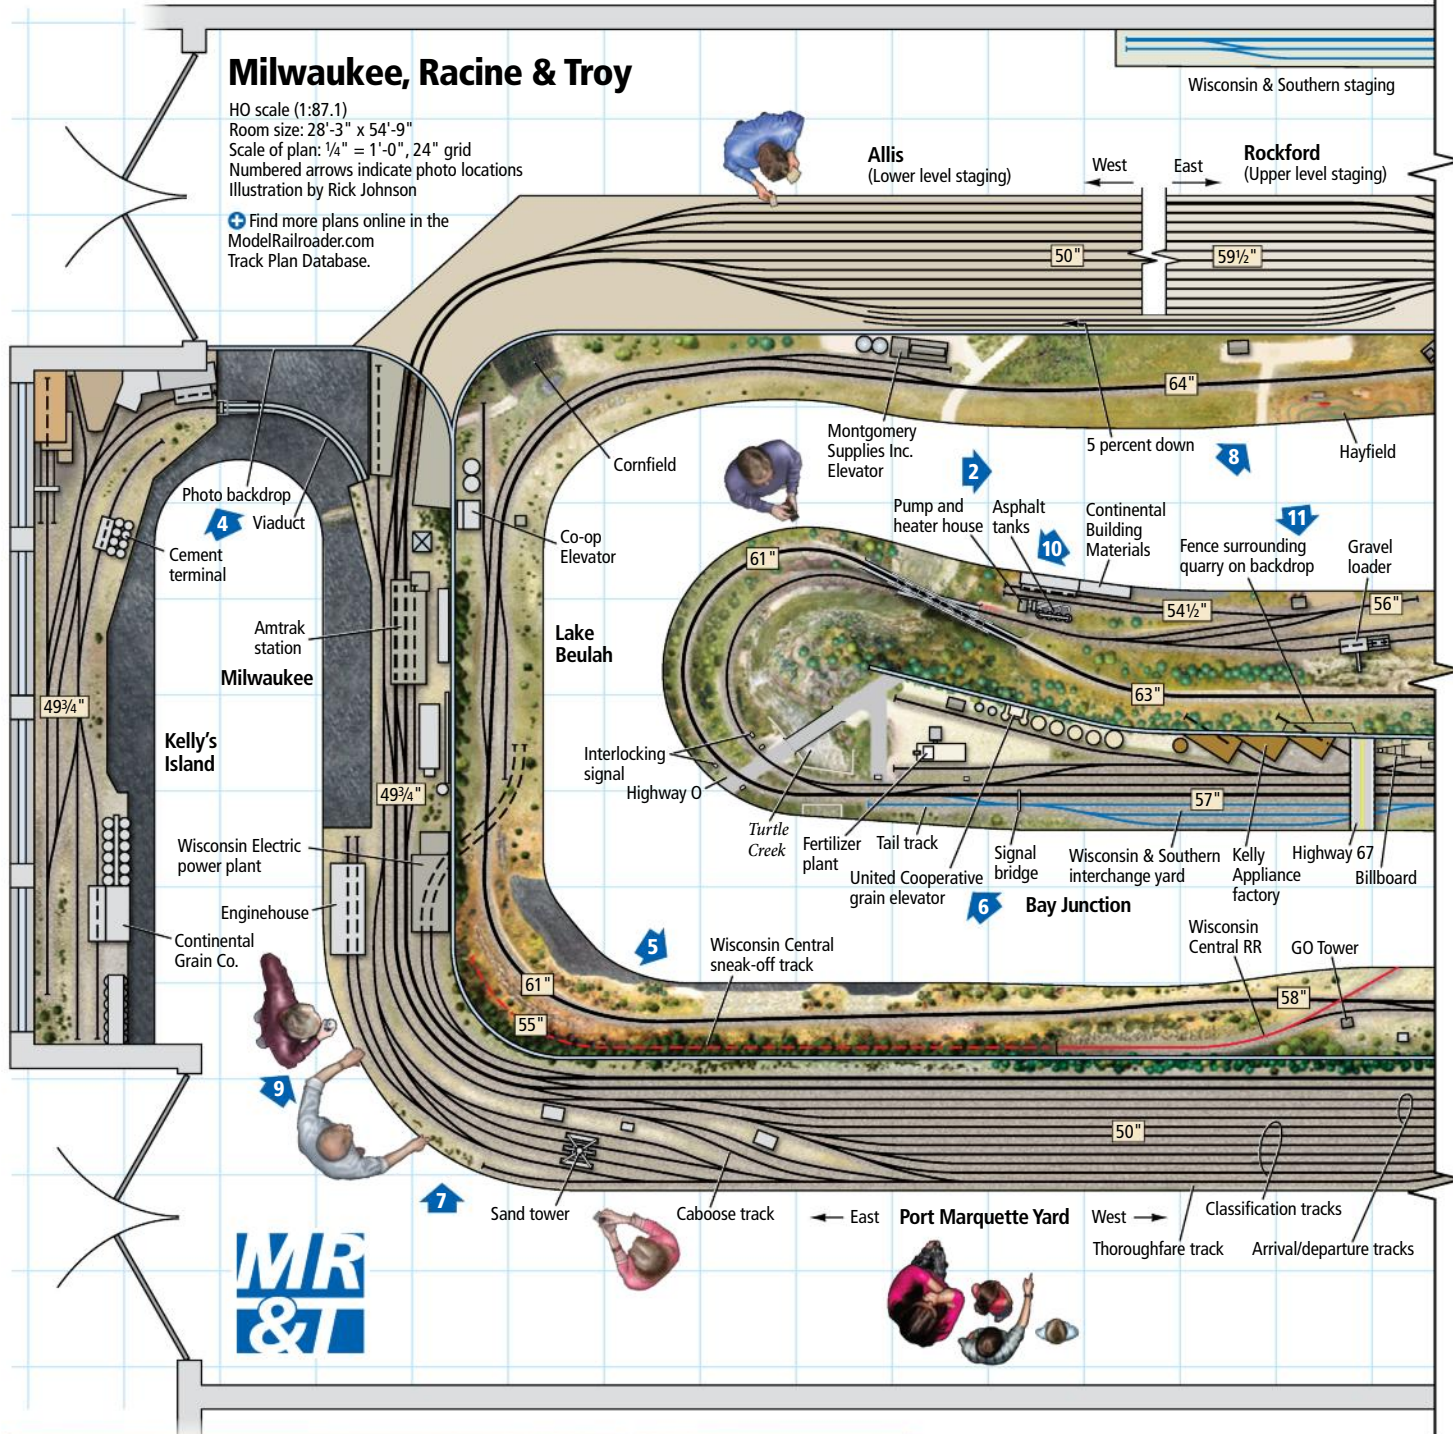 Milwaukee, Racine & Troy
HO scale (1:87.1)
Room size: 28'-3" x 54'-9"
Scale of plan: ¼" = 1'-0", 24" grid
Numbered arrows indicate photo locations
Illustration by Rick Johnson
Find more plans online in the
ModelRailroader.com
Track Plan Database.
Wisconsin & Southern staging
Allis
(Lower level staging)
West
East
Rockford
(Upper level staging)
50"
59½"
64"
Montgomery
Supplies Inc.
Elevator
5 percent down
8
Hayfield
Cornfield
2
Photo backdrop
4
Viaduct
Cement
terminal
Co-op
Elevator
Pump and
heater house
Asphalt
tanks
10
Continental
Building
Materials
11
Fence surrounding
quarry on backdrop
Gravel
loader
61"
54½"
56"
Amtrak
station
Milwaukee
Lake
Beulah
63"
49¾"
Kelly's
Island
Interlocking
signal
Highway O
49¾"
57"
Turtle
Creek
Fertilizer
plant
Tail track
United Cooperative
grain elevator
Signal
bridge
Wisconsin & Southern
interchange yard
Kelly
Appliance
factory
Highway 67
Billboard
6
Bay Junction
Wisconsin Electric
power plant
Enginehouse
Continental
Grain Co.
5
Wisconsin Central
sneak-off track
Wisconsin
Central RR
GO Tower
61"
55"
58"
9
50"
7
Sand tower
Caboose track
East
Port Marquette Yard
West
Classification tracks
Thoroughfare track
Arrival/departure tracks
MR
&T